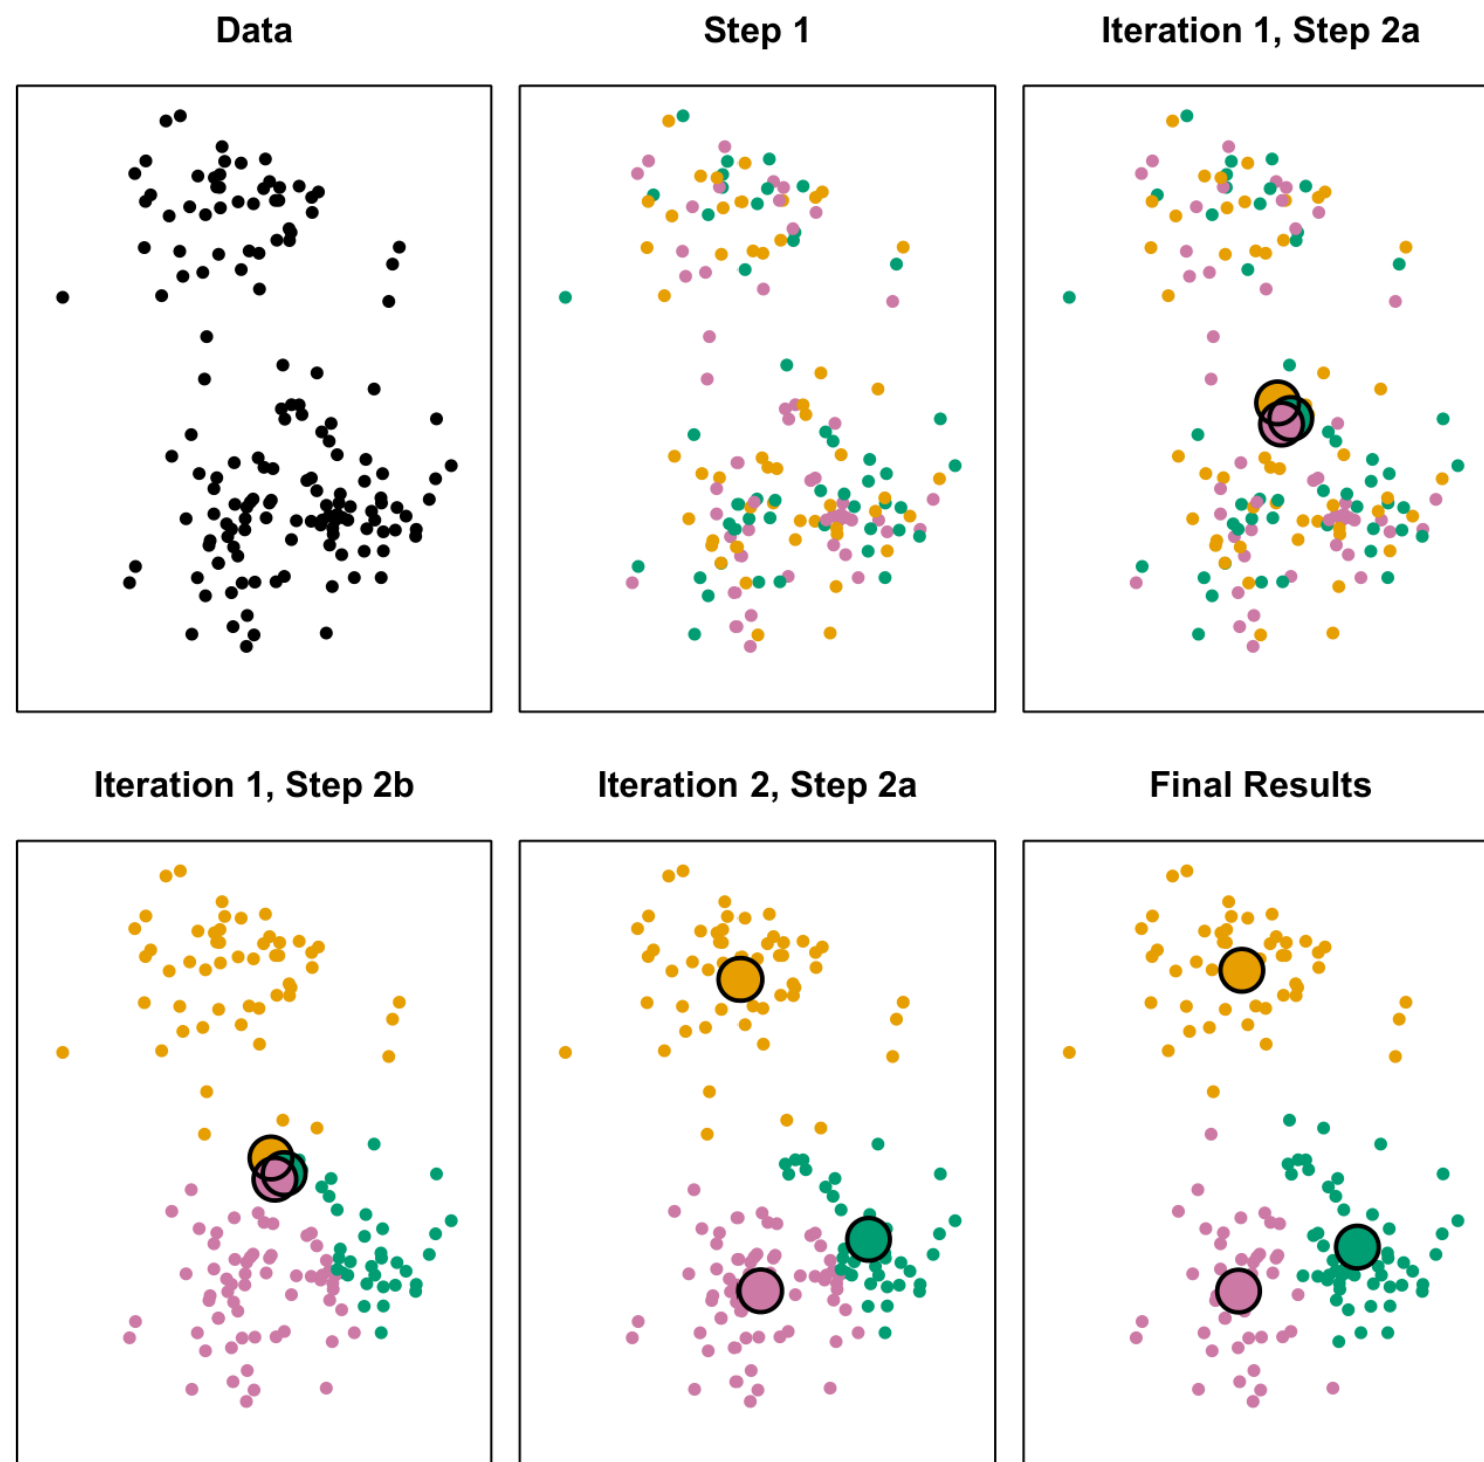 Data
Step 1
Iteration 1, Step 2a
Iteration 1, Step 2b
Iteration 2, Step 2a
Final Results